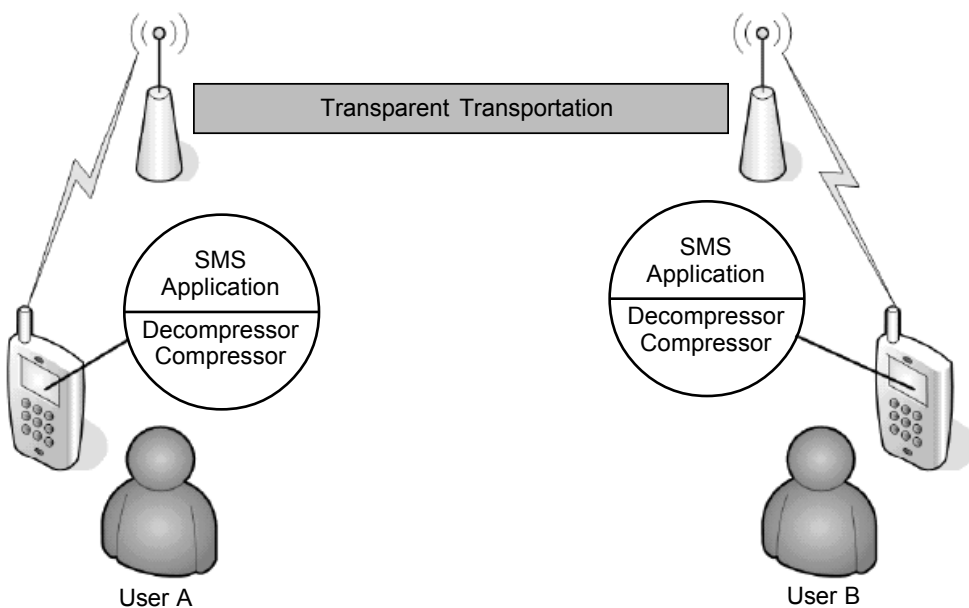 Transparent Transportation
SMS
Application
Decompressor
Compressor
SMS
Application
Decompressor
Compressor
User A
User B